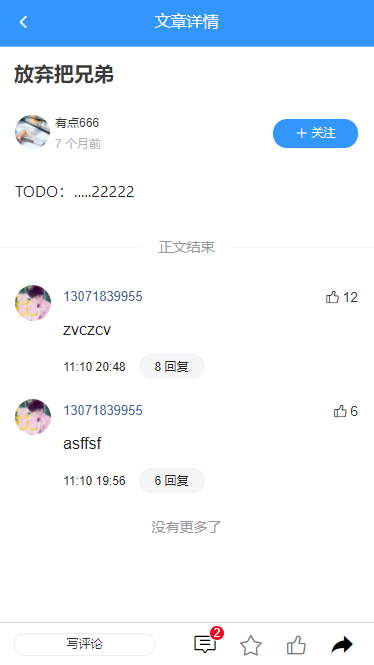 文章详情
放弃把兄弟
有点666
7 个月前
关注
TODO：.....22222
正文结束
13071839955
12
zvczcv
11:10 20:48
8 回复
13071839955
6
asffsf
11:10 19:56
6 回复
没有更多了
写评论
2